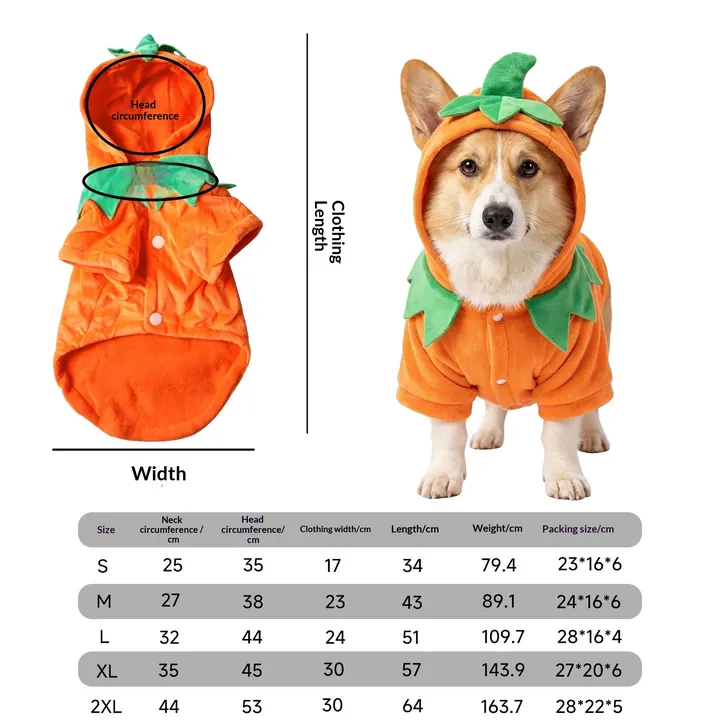 Head
circumference
Clothing
Length
Width
Size Neck circumference / cm Head circumference/ cm Clothing width/cm Length/cm Weight/cm Packing size/cm
S 25 35 17 34 79.4 23*16*6
M 27 38 23 43 89.1 24*16*6
L 32 44 24 51 109.7 28*16*4
XL 35 45 30 57 143.9 27*20*6
2XL 44 53 30 64 163.7 28*22*5